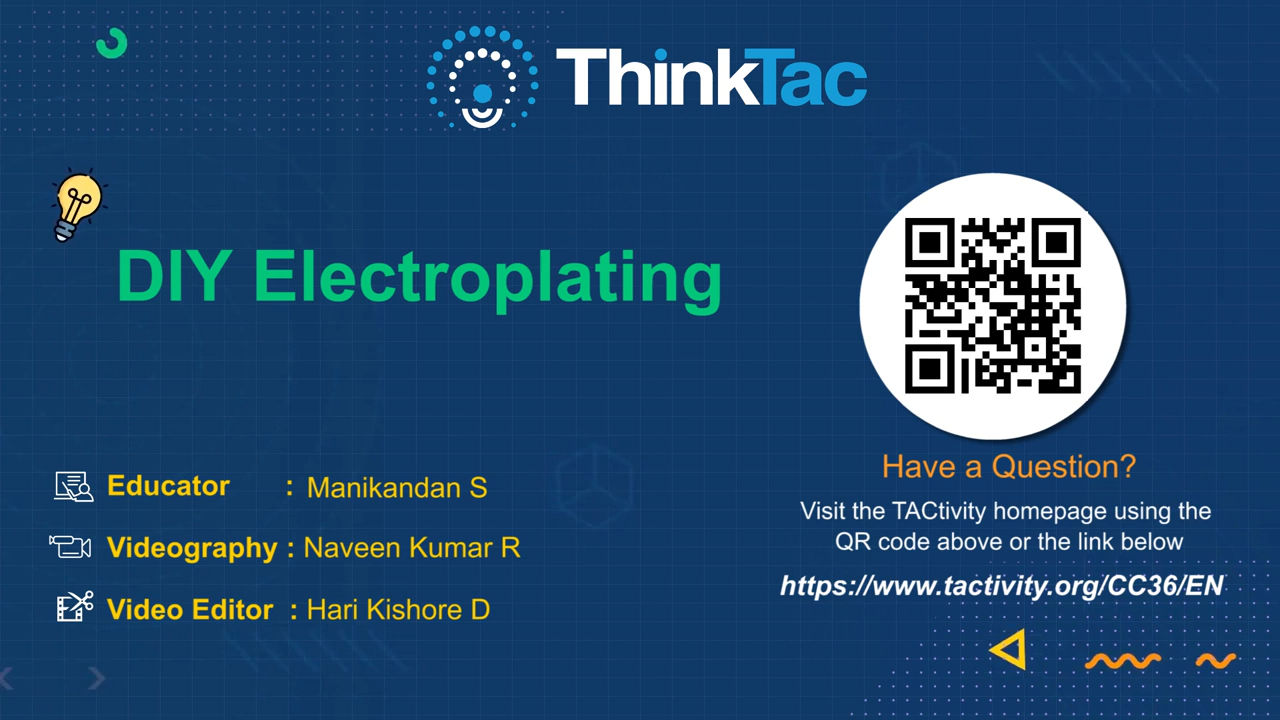 ThinkTac
DIY Electroplating
Educator : Manikandan S
Videography : Naveen Kumar R
Video Editor : Hari Kishore D
Have a Question?
Visit the TACtivity homepage using the
QR code above or the link below
https://www.tactivity.org/CC36/EN